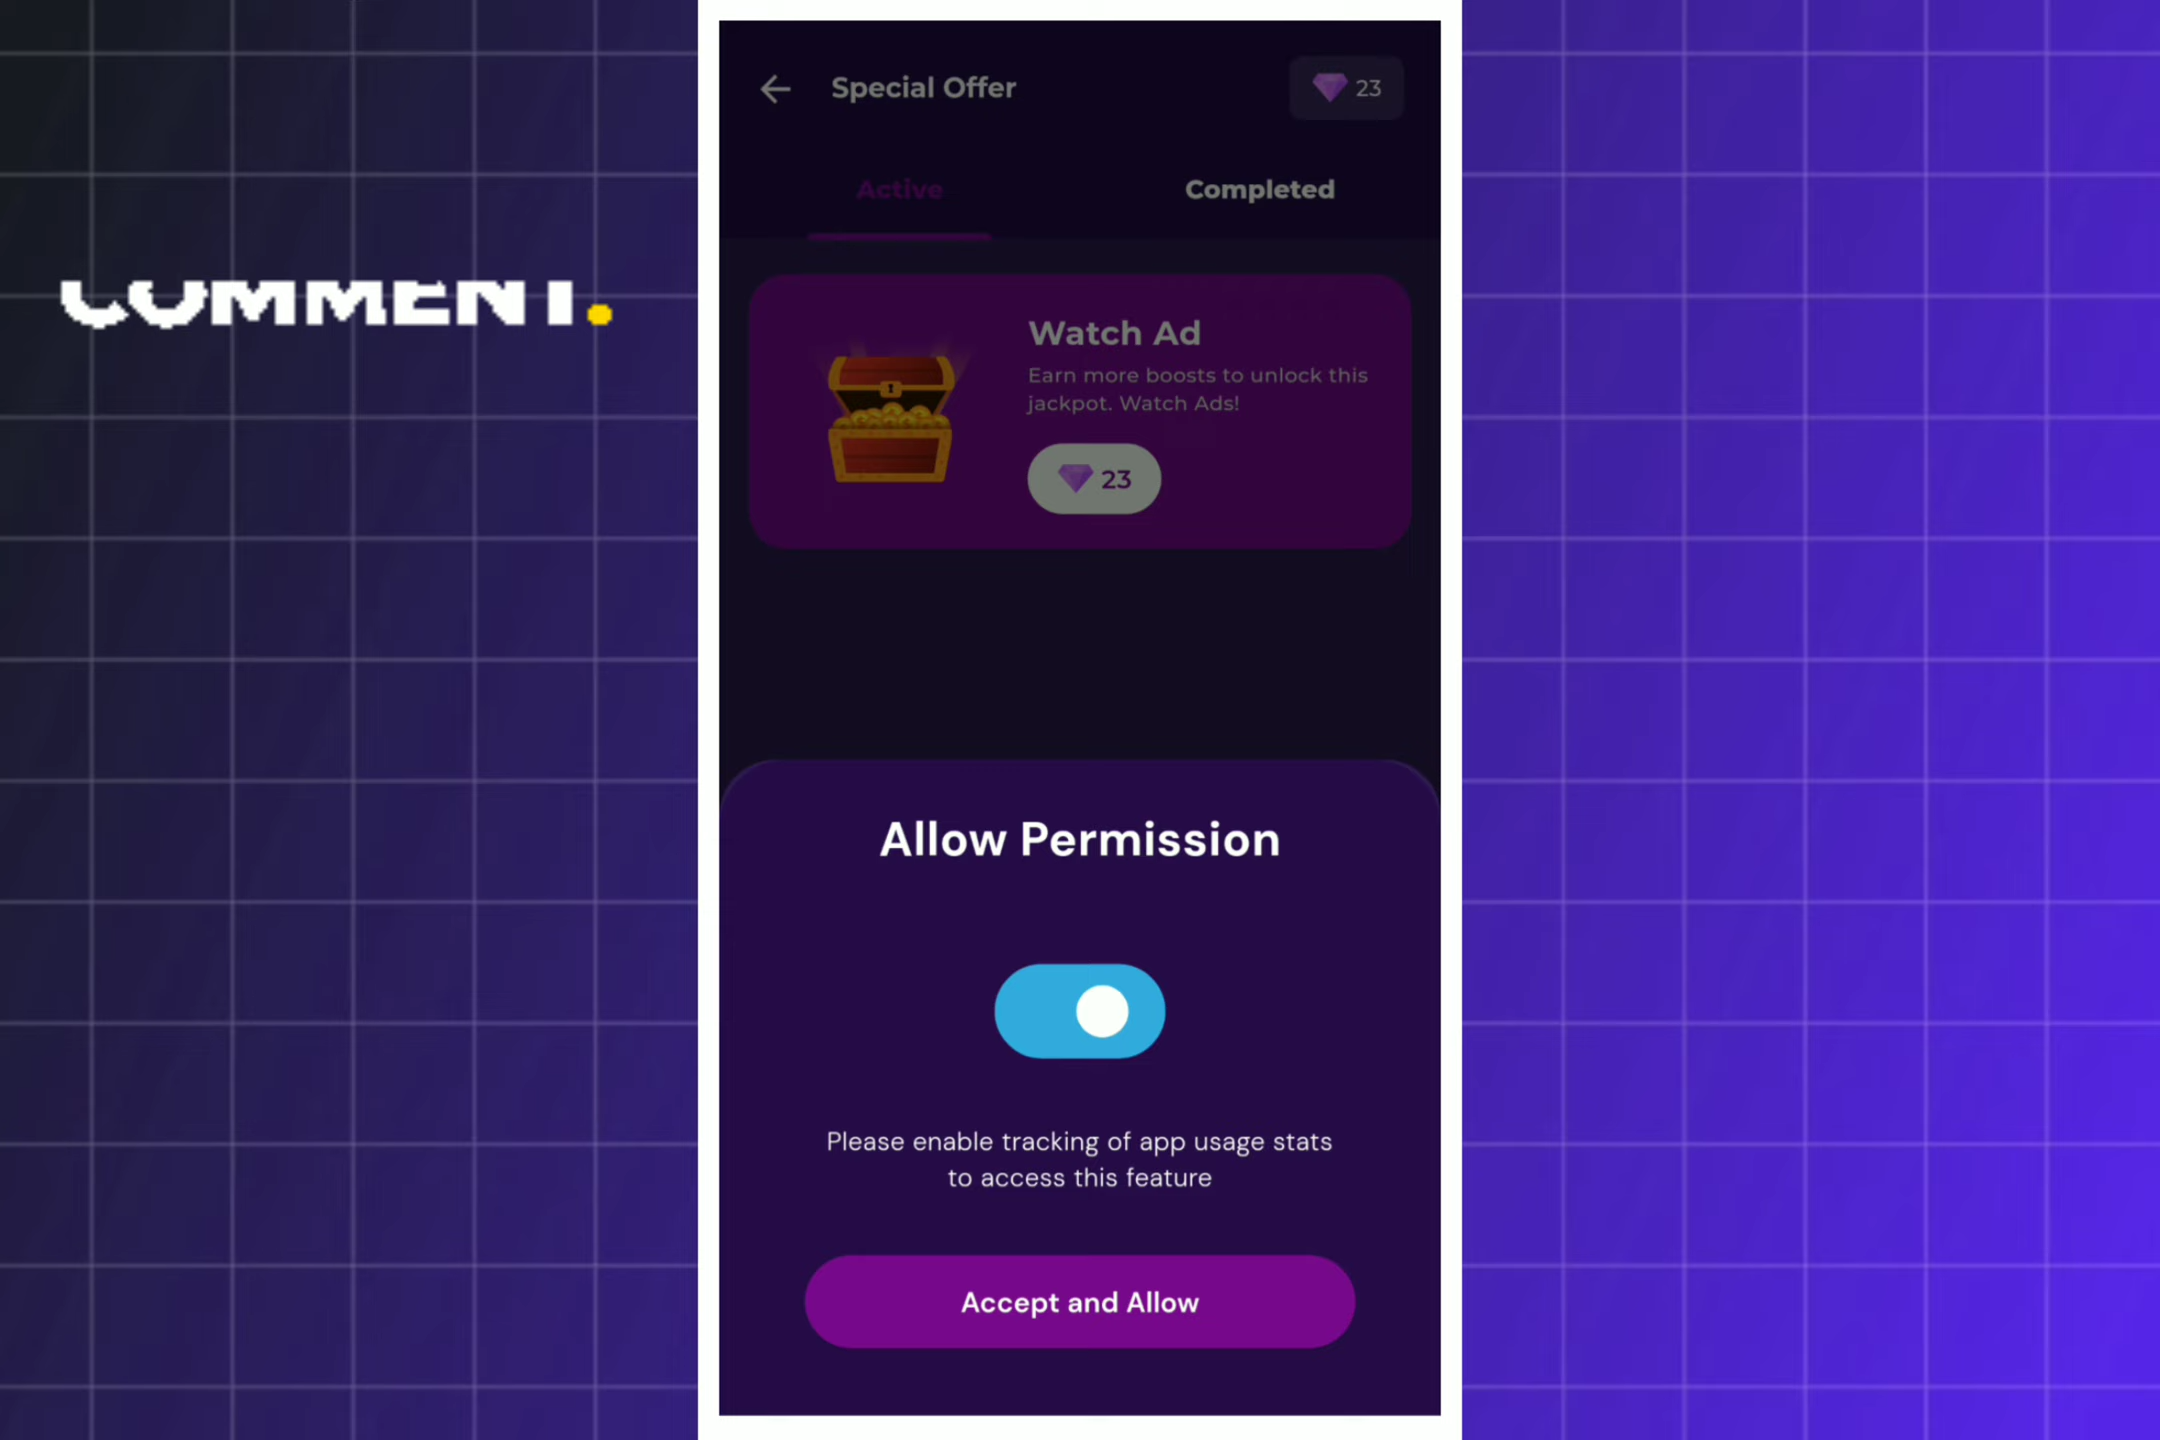 Special Offer
23
Active
Completed
COMMENT.
Watch Ad
Earn more boosts to unlock this
jackpot. Watch Ads!
23
Allow Permission
Please enable tracking of app usage stats
to access this feature
Accept and Allow